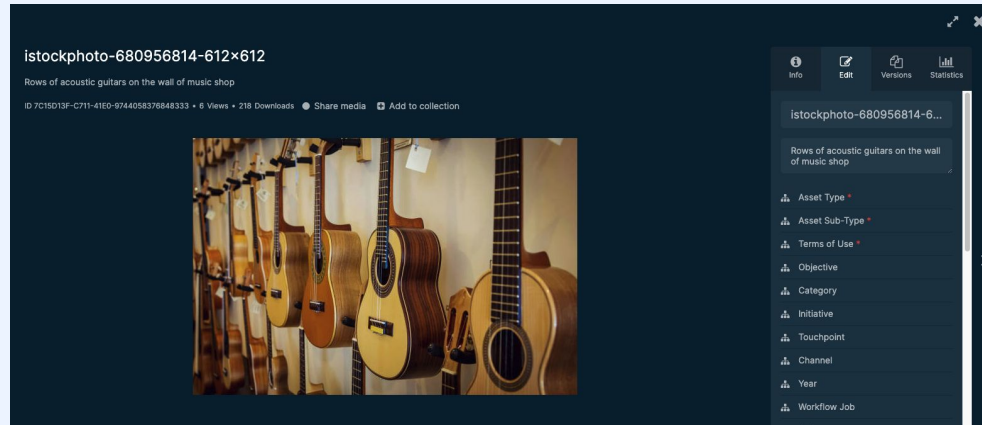 istockphoto-680956814-612×612
Rows of acoustic guitars on the wall of music shop
ID 7C15D13F-C711-41E0-9744058376848333 • 6 Views • 218 Downloads Share media Add to collection
Info Edit Versions Statistics
istockphoto-680956814-6...
Rows of acoustic guitars on the wall
of music shop
Asset Type *
Asset Sub-Type *
Terms of Use *
Objective
Category
Initiative
Touchpoint
Channel
Year
Workflow Job